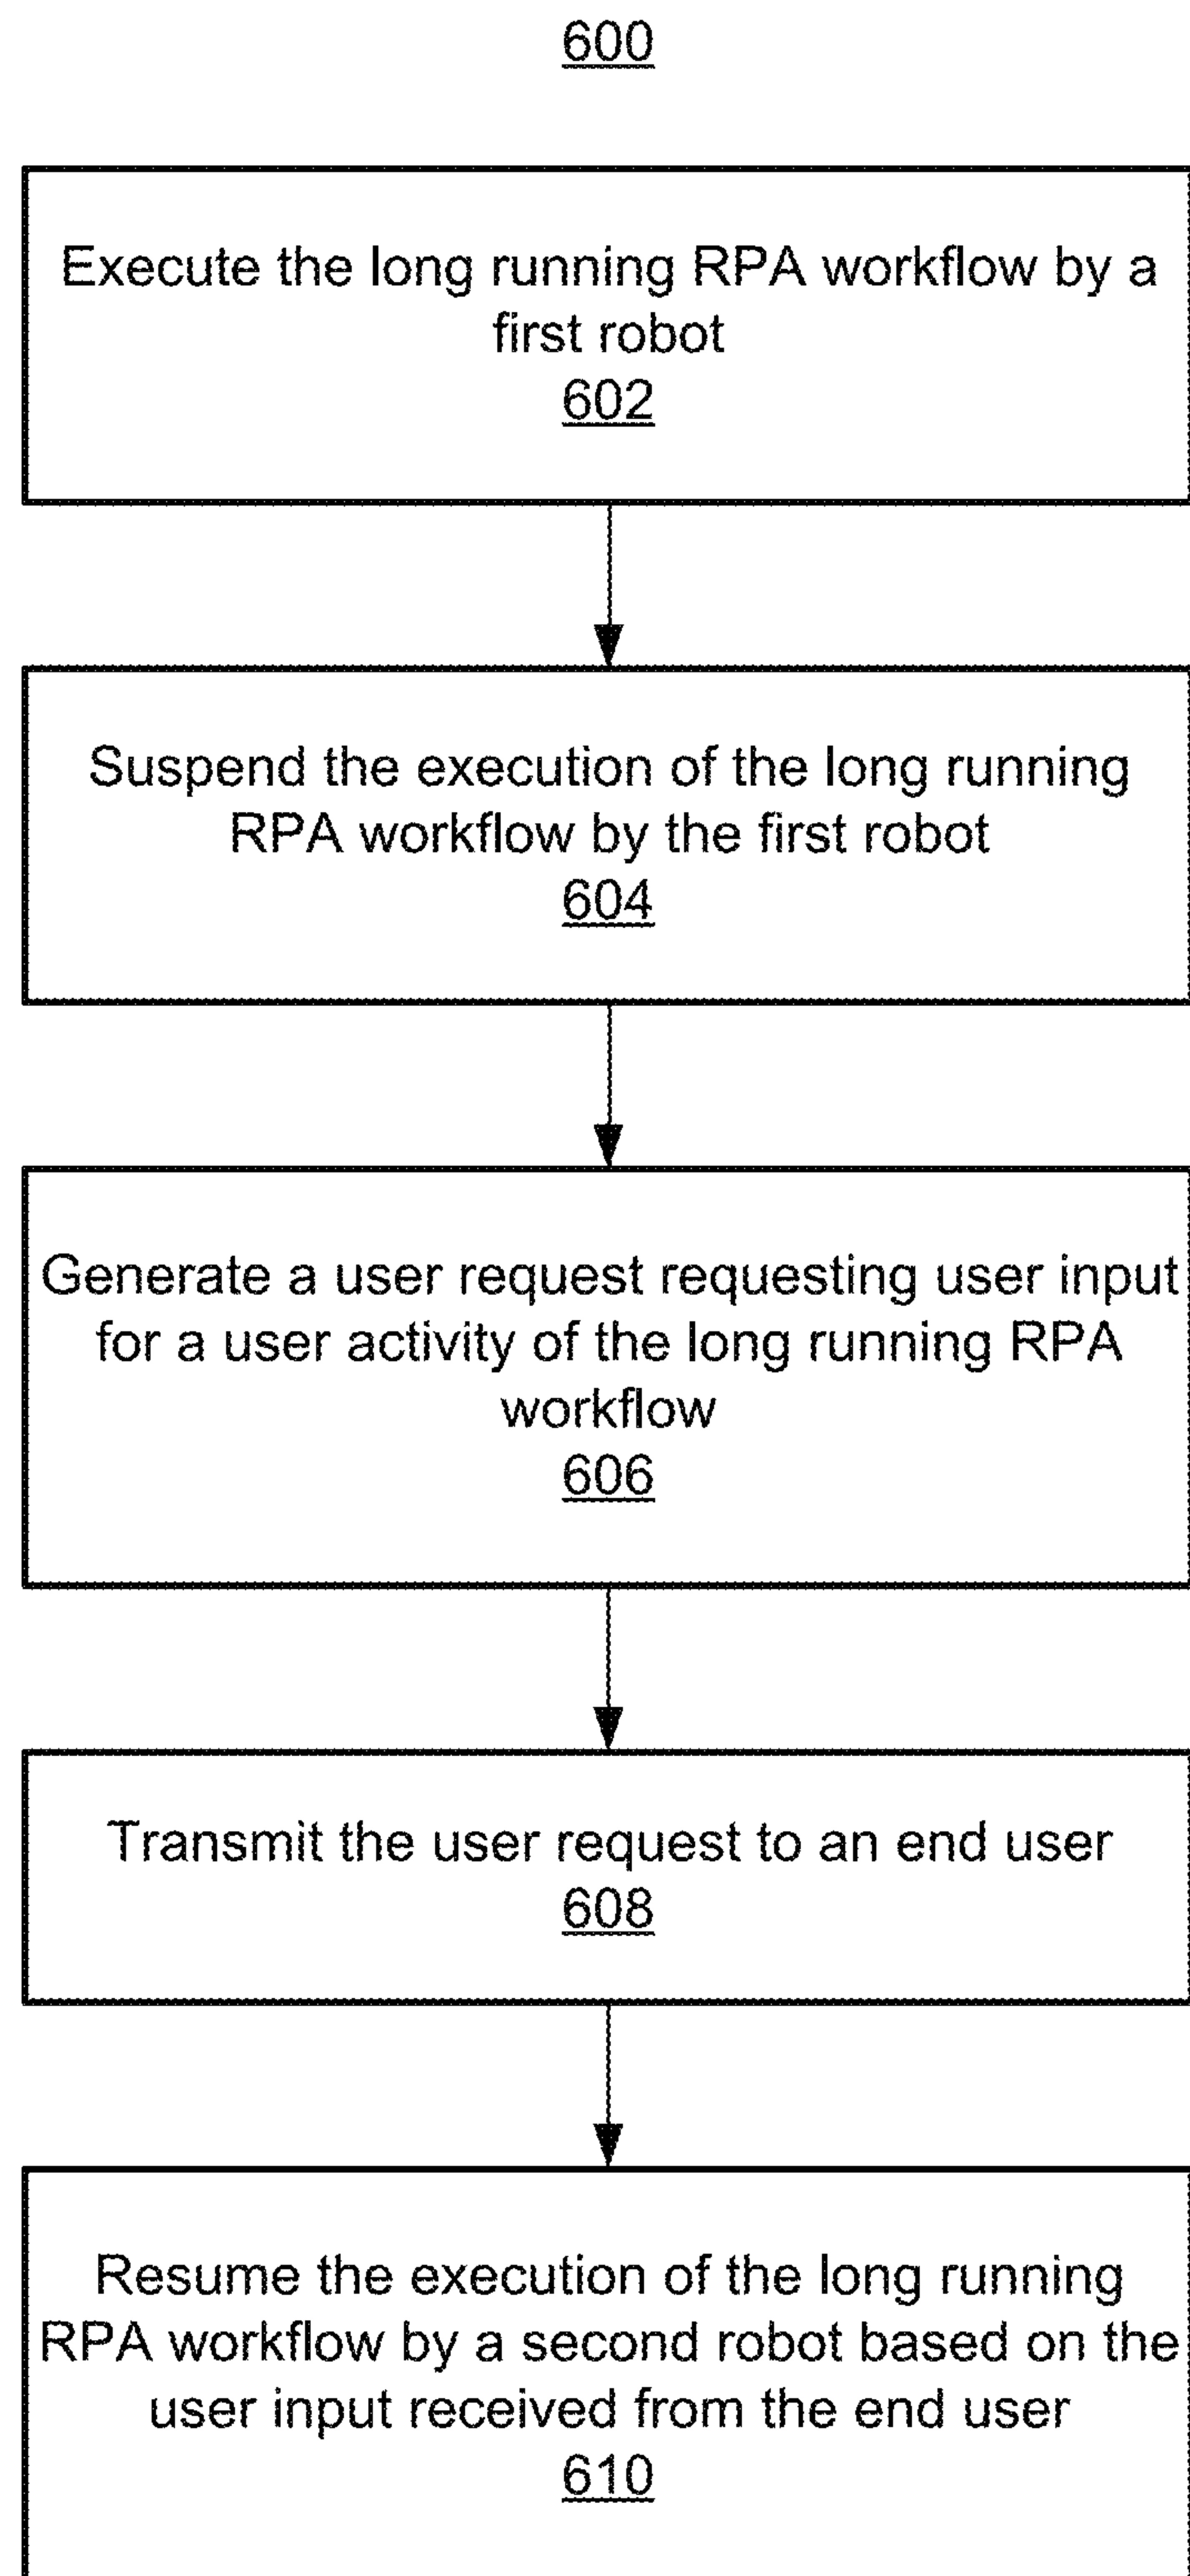 600
Execute the long running RPA workflow by a
first robot
602
Suspend the execution of the long running
RPA workflow by the first robot
604
Generate a user request requesting user input
for a user activity of the long running RPA
workflow
606
Transmit the user request to an end user
608
Resume the execution of the long running
RPA workflow by a second robot based on the
user input received from the end user
610